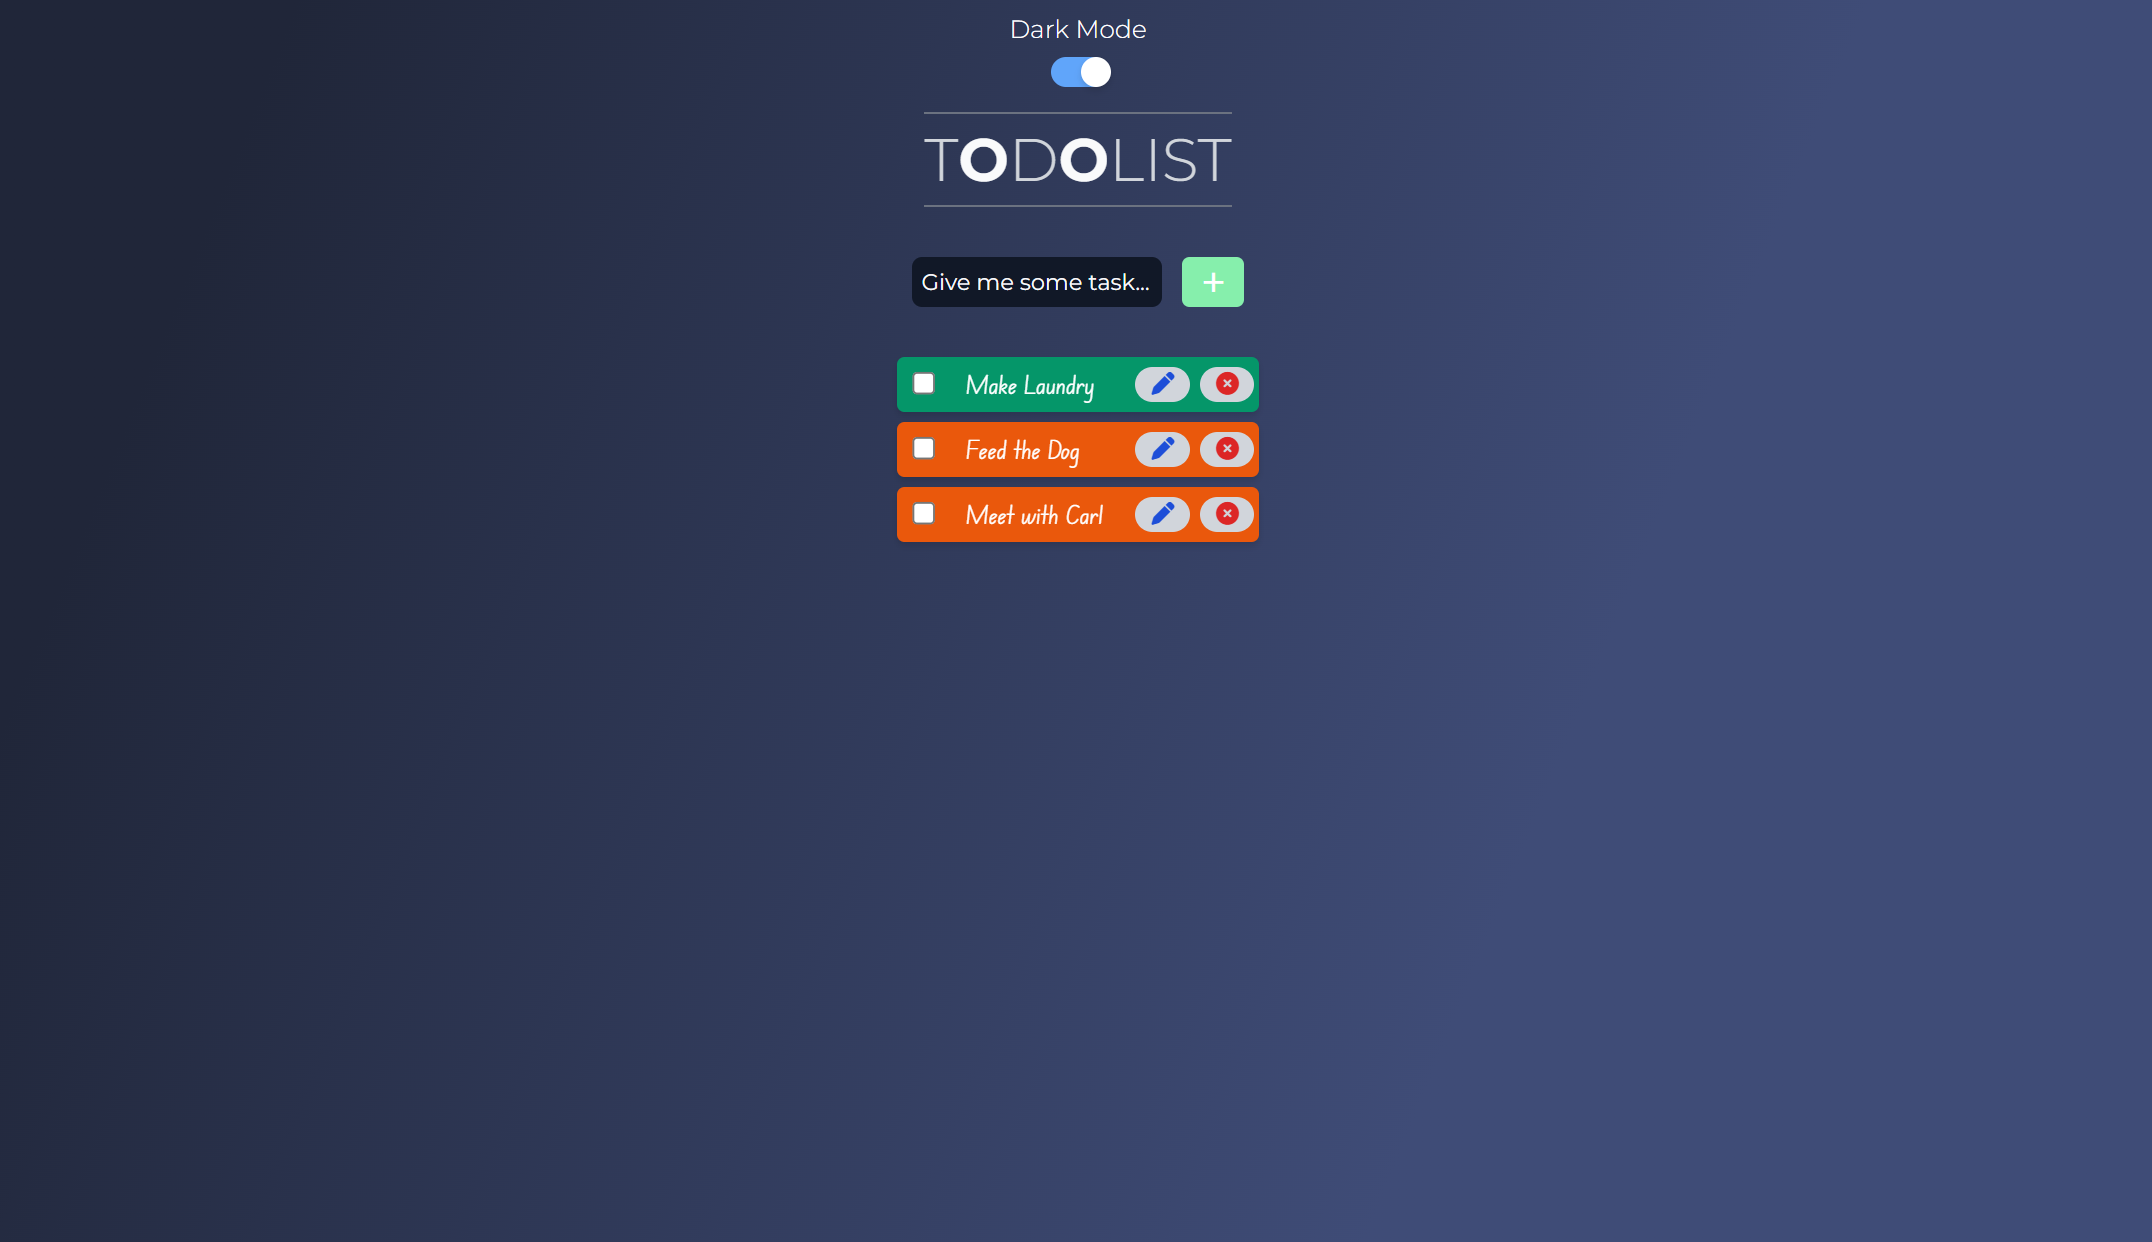 Dark Mode
TODOLIST
Give me some task...
Make Laundry
Feed the Dog
Meet with Carl